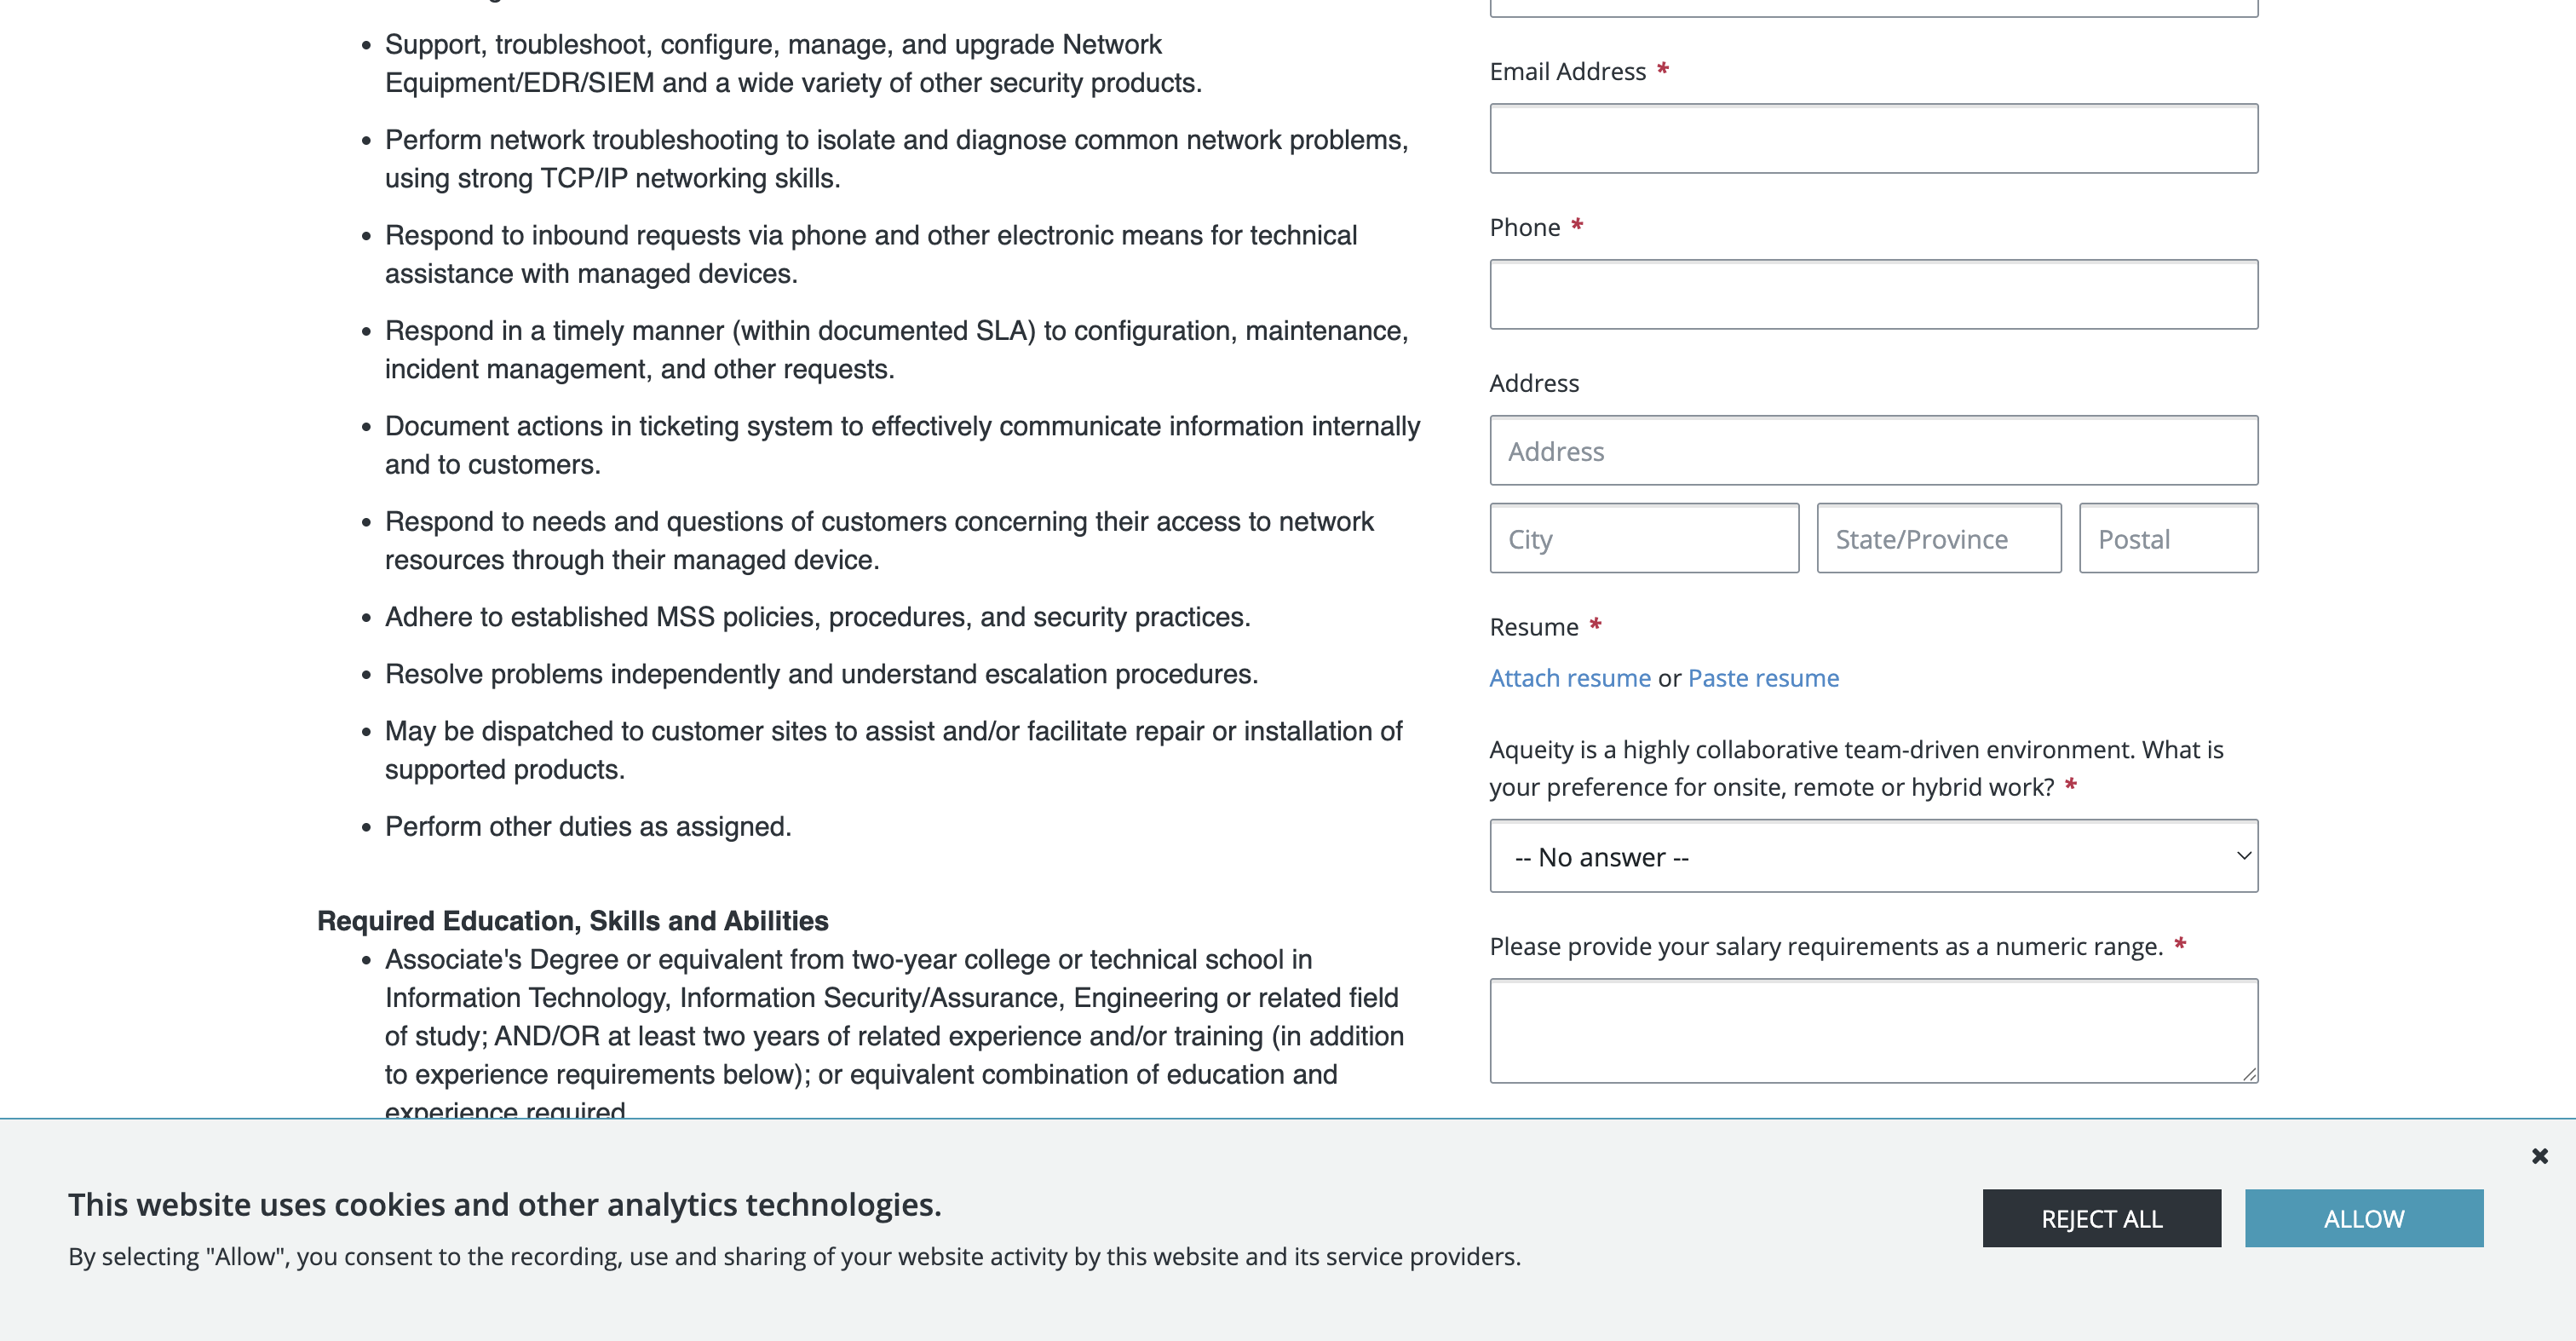 Support, troubleshoot, configure, manage, and upgrade Network
Equipment/EDR/SIEM and a wide variety of other security products.
Perform network troubleshooting to isolate and diagnose common network problems,
using strong TCP/IP networking skills.
Respond to inbound requests via phone and other electronic means for technical
assistance with managed devices.
Respond in a timely manner (within documented SLA) to configuration, maintenance,
incident management, and other requests.
Document actions in ticketing system to effectively communicate information internally
and to customers.
Respond to needs and questions of customers concerning their access to network
resources through their managed device.
Adhere to established MSS policies, procedures, and security practices.
Resolve problems independently and understand escalation procedures.
May be dispatched to customer sites to assist and/or facilitate repair or installation of
supported products.
Perform other duties as assigned.
Required Education, Skills and Abilities
Associate's Degree or equivalent from two-year college or technical school in
Information Technology, Information Security/Assurance, Engineering or related field
of study; AND/OR at least two years of related experience and/or training (in addition
to experience requirements below); or equivalent combination of education and
experience required
Email Address *
Phone *
Address
Address
City State/Province Postal
Resume *
Attach resume or Paste resume
Aqueity is a highly collaborative team-driven environment. What is
your preference for onsite, remote or hybrid work? *
-- No answer --
Please provide your salary requirements as a numeric range. *
This website uses cookies and other analytics technologies.
By selecting "Allow", you consent to the recording, use and sharing of your website activity by this website and its service providers.
REJECT ALL
ALLOW